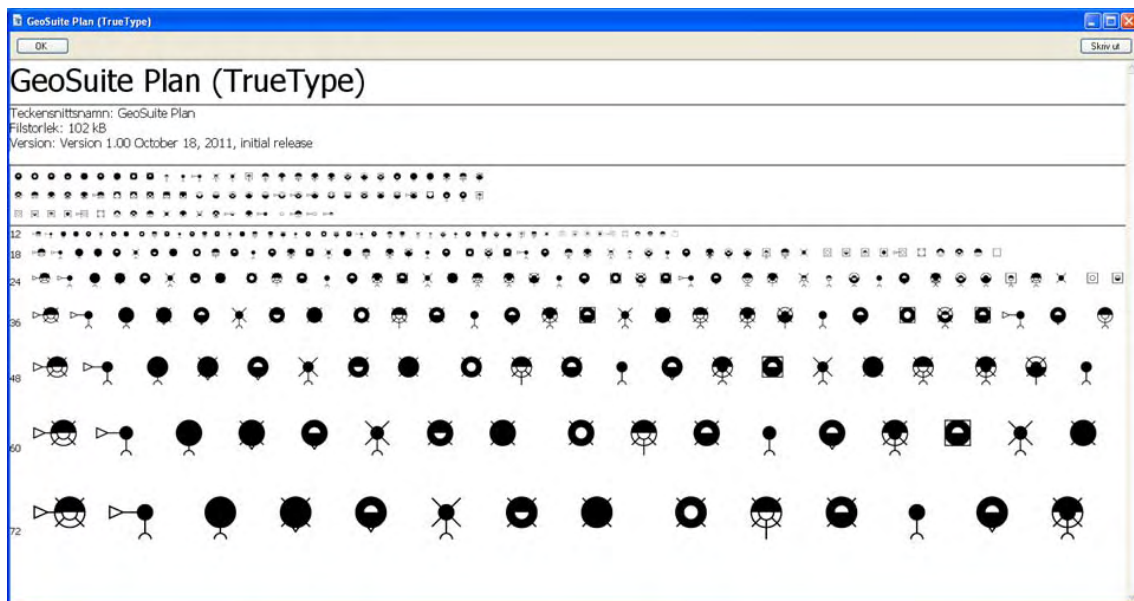 GeoSuite Plan (TrueType)
OK
Skriv ut
GeoSuite Plan (TrueType)
Teckensnittsnamn: GeoSuite Plan
Filstorlek: 102 kB
Version: Version 1.00 October 18, 2011, initial release
12
18
24
36
48
60
72